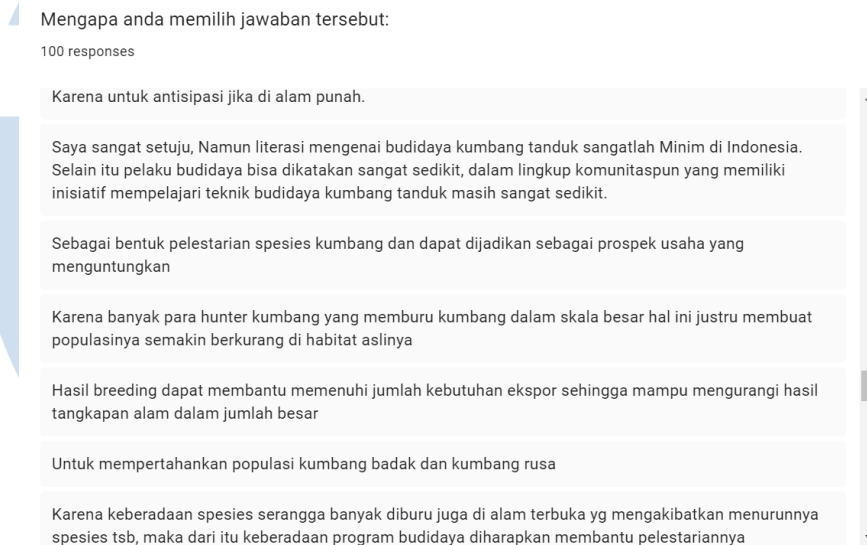 Mengapa anda memilih jawaban tersebut:
100 responses
Karena untuk antisipasi jika di alam punah.
Saya sangat setuju, Namun literasi mengenai budidaya kumbang tanduk sangatlah Minim di Indonesia.
Selain itu pelaku budidaya bisa dikatakan sangat sedikit, dalam lingkup komunitaspun yang memiliki
inisiatif mempelajari teknik budidaya kumbang tanduk masih sangat sedikit.
Sebagai bentuk pelestarian spesies kumbang dan dapat dijadikan sebagai prospek usaha yang
menguntungkan
Karena banyak para hunter kumbang yang memburu kumbang dalam skala besar hal ini justru membuat
populasinya semakin berkurang di habitat aslinya
Hasil breeding dapat membantu memenuhi jumlah kebutuhan ekspor sehingga mampu mengurangi hasil
tangkapan alam dalam jumlah besar
Untuk mempertahankan populasi kumbang badak dan kumbang rusa
Karena keberadaan spesies serangga banyak diburu juga di alam terbuka yg mengakibatkan menurunnya
spesies tsb, maka dari itu keberadaan program budidaya diharapkan membantu pelestariannya